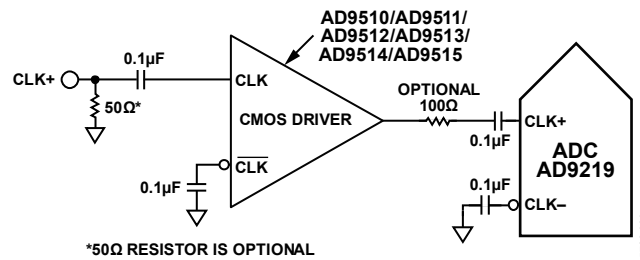 AD9510/AD9511/
AD9512/AD9513/
AD9514/AD9515
0.1µF
CLK+
CLK
50Ω*
OPTIONAL
100Ω
CMOS DRIVER
0.1µF
CLK+
ADC
AD9219
CLK
0.1µF
0.1µF
CLK–
*50Ω RESISTOR IS OPTIONAL